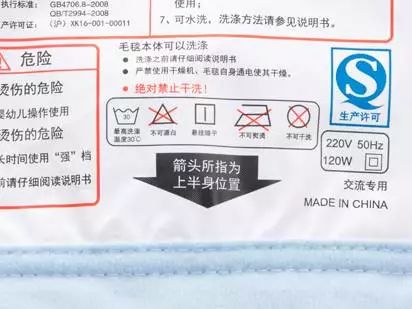 执行标准:
GB4706.8-2008
QB/T2994-2008
生产许可证: (沪) XK16-001-00011
使用;
7、可水洗,洗涤方法请参见说明书。
危险
烫伤的危险
婴幼儿操作使用
烫伤的危险
长时间使用“强”档
前请仔细阅读说明书
毛毯本体可以洗涤
洗涤之前请仔细阅读说明书
严禁使用干燥机、毛毯自身通电使其干燥。
绝对禁止干洗!
30
最高洗涤
温度30℃
不可漂白
悬挂晾干
不可熨烫
不可干洗
箭头所指为
上半身位置
生产许可
220V 50Hz
120W
交流专用
MADE IN CHINA